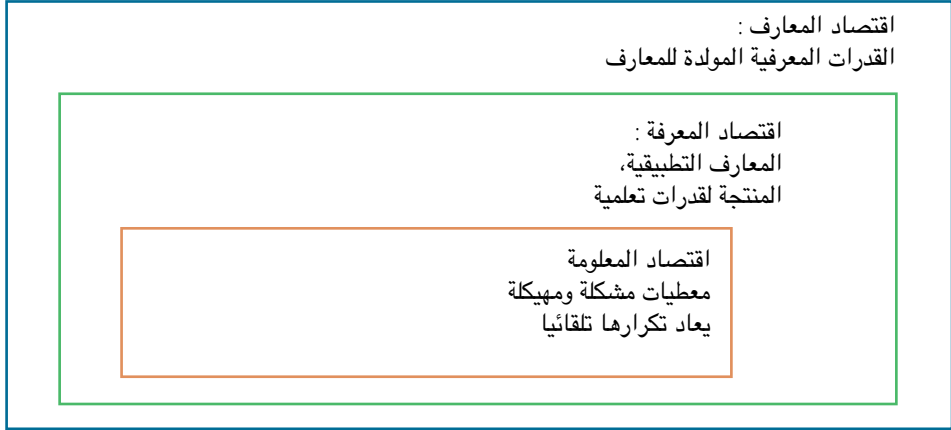 اقتصاد المعارف :
القدرات المعرفية المولدة للمعارف
اقتصاد المعرفة :
المعارف التطبيقية،
المنتجة لقدرات تعلمية
اقتصاد المعلومة
معطيات مشكلة ومهيكلة
يعاد تكرارها تلقائيا